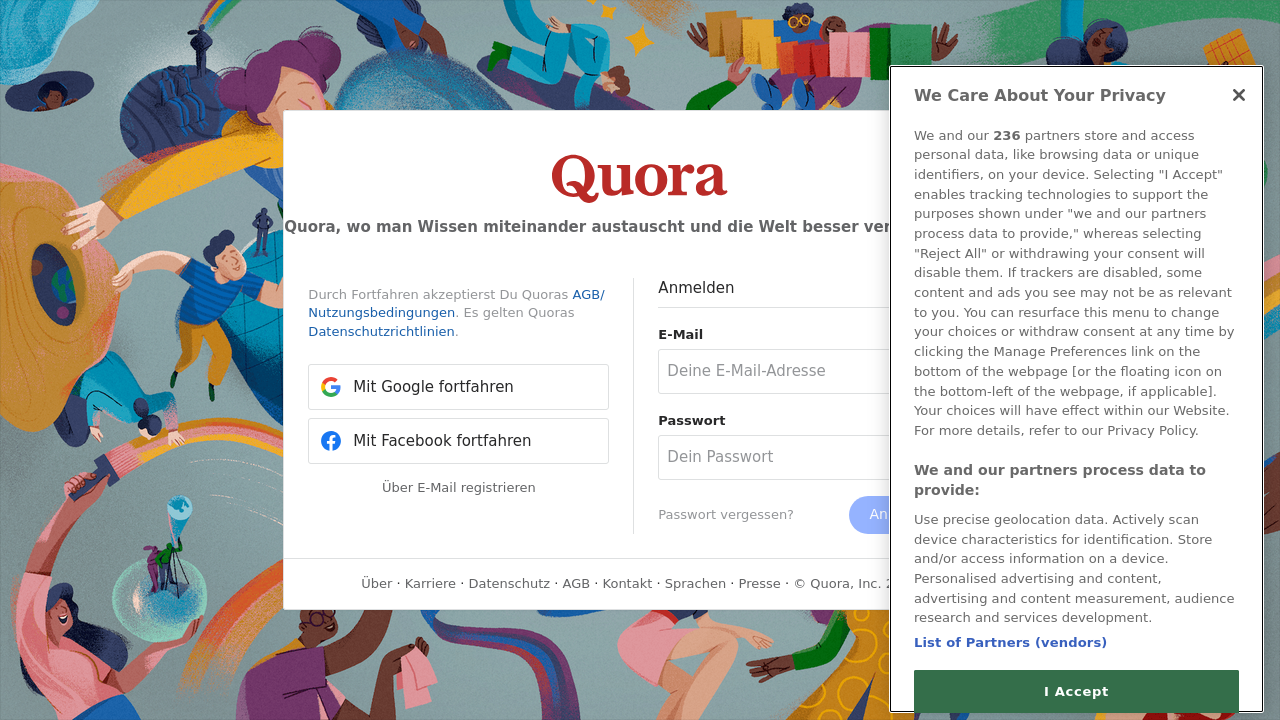 Quora
Quora, wo man Wissen miteinander austauscht und die Welt besser
Durch Fortfahren akzeptierst Du Quoras AGB/
Nutzungsbedingungen. Es gelten Quoras
Datenschutzrichtlinien.
Mit Google fortfahren
Mit Facebook fortfahren
Über E-Mail registrieren
Anmelden
E-Mail
Deine E-Mail-Adresse
Passwort
Dein Passwort
Passwort vergessen?
Über · Karriere · Datenschutz · AGB · Kontakt · Sprachen · Presse · © Quora, Inc.
We Care About Your Privacy
We and our 236 partners store and access
personal data, like browsing data or unique
identifiers, on your device. Selecting "I Accept"
enables tracking technologies to support the
purposes shown under "we and our partners
process data to provide," whereas selecting
"Reject All" or withdrawing your consent will
disable them. If trackers are disabled, some
content and ads you see may not be as relevant
to you. You can resurface this menu to change
your choices or withdraw consent at any time by
clicking the Manage Preferences link on the
bottom of the webpage [or the floating icon on
the bottom-left of the webpage, if applicable].
Your choices will have effect within our Website.
For more details, refer to our Privacy Policy.
We and our partners process data to
provide:
Use precise geolocation data. Actively scan
device characteristics for identification. Store
and/or access information on a device.
Personalised advertising and content,
advertising and content measurement, audience
research and services development.
List of Partners (vendors)
I Accept